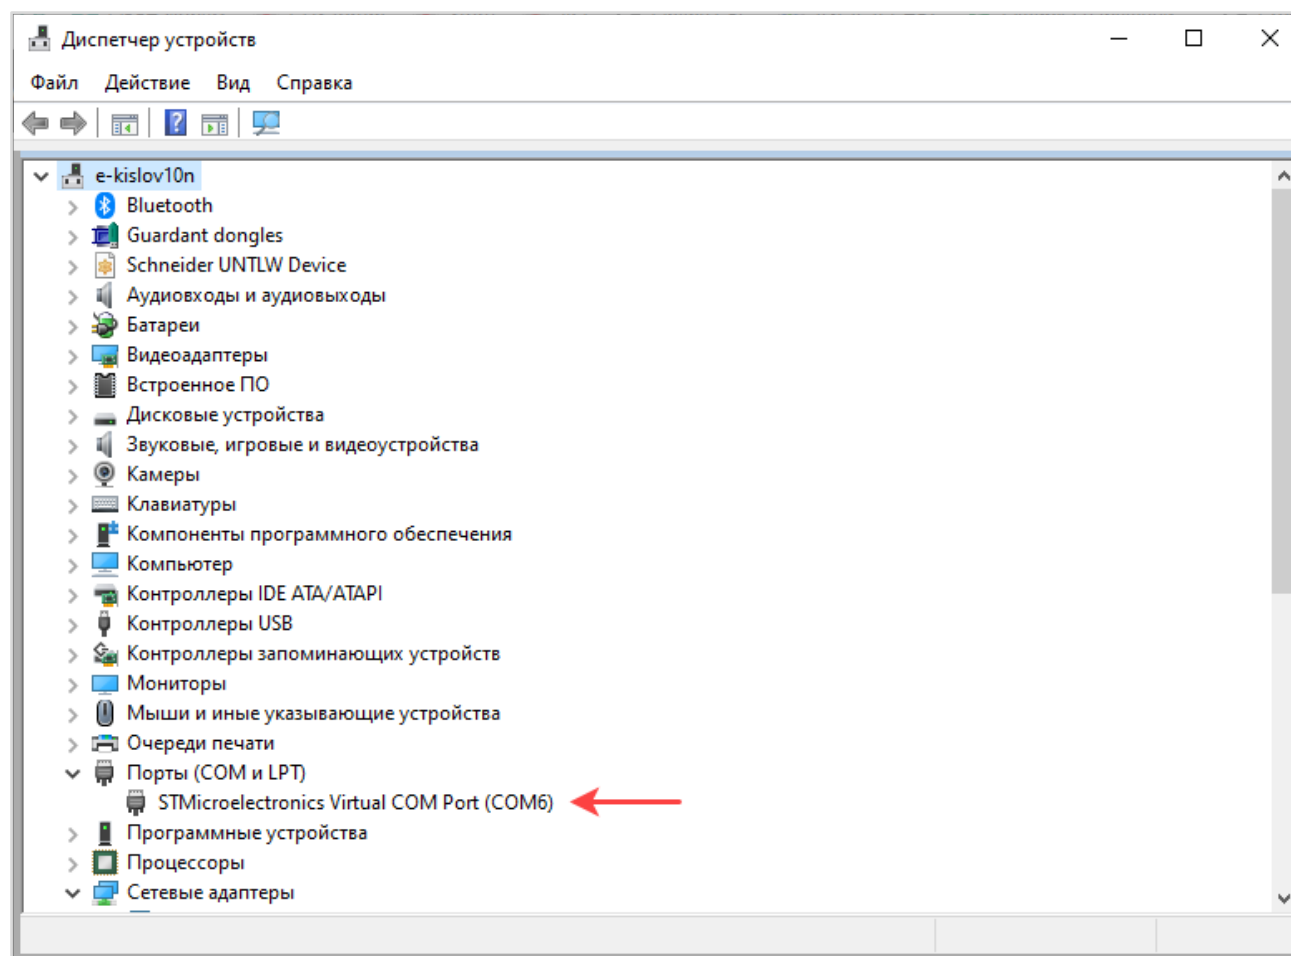 Диспетчер устройств
Файл Действие Вид Справка
e-kislov10n
Bluetooth
Guardant dongles
Schneider UNTLW Device
Аудиовходы и аудиовыходы
Батареи
Видеоадаптеры
Встроенное ПО
Дисковые устройства
Звуковые, игровые и видеоустройства
Камеры
Клавиатуры
Компоненты программного обеспечения
Компьютер
Контроллеры IDE ATA/ATAPI
Контроллеры USB
Контроллеры запоминающих устройств
Мониторы
Мыши и иные указывающие устройства
Очереди печати
Порты (COM и LPT)
STMicroelectronics Virtual COM Port (COM6)
Программные устройства
Процессоры
Сетевые адаптеры